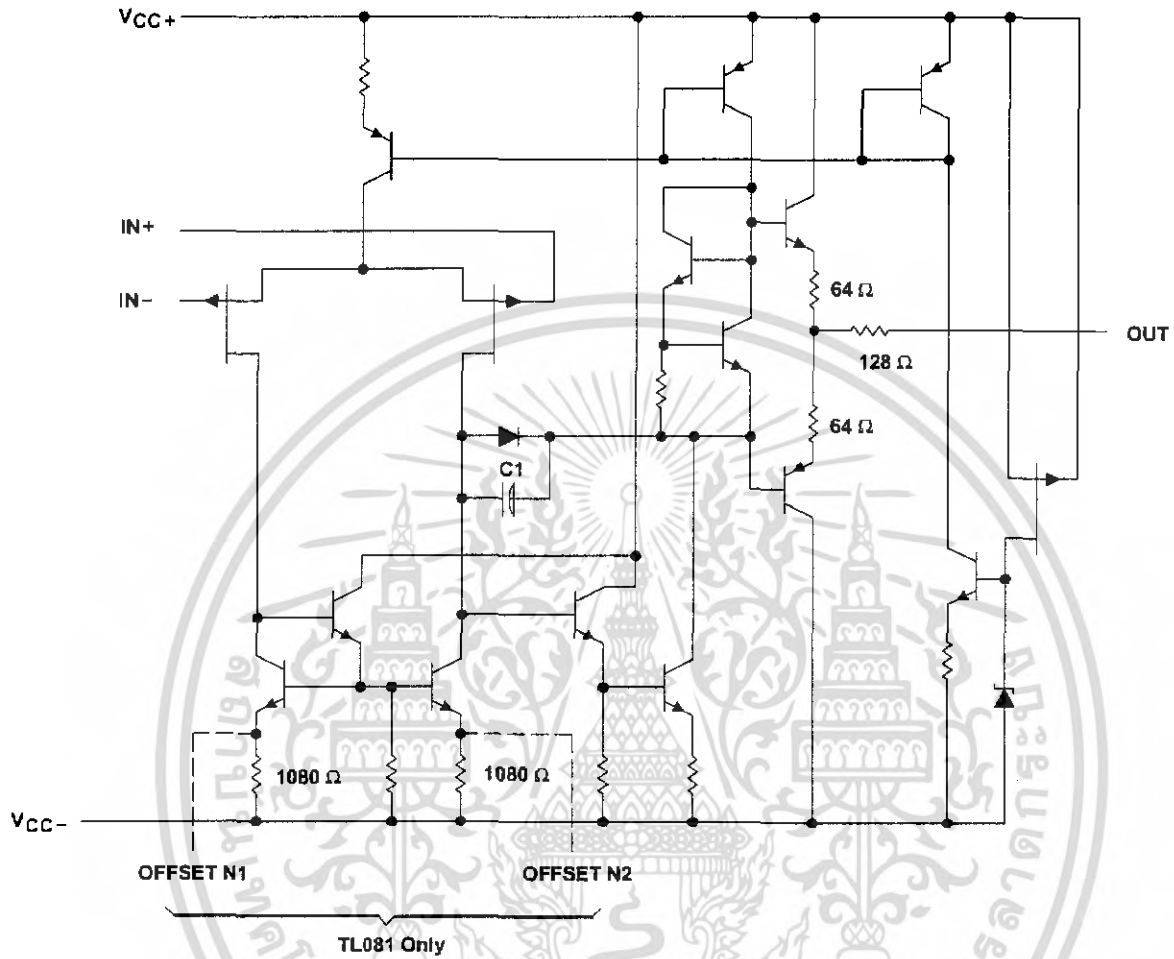 VCC+
IN+
IN−
64 Ω
OUT
128 Ω
64 Ω
C1
1080 Ω
1080 Ω
VCC−
OFFSET N1
OFFSET N2
TL081 Only